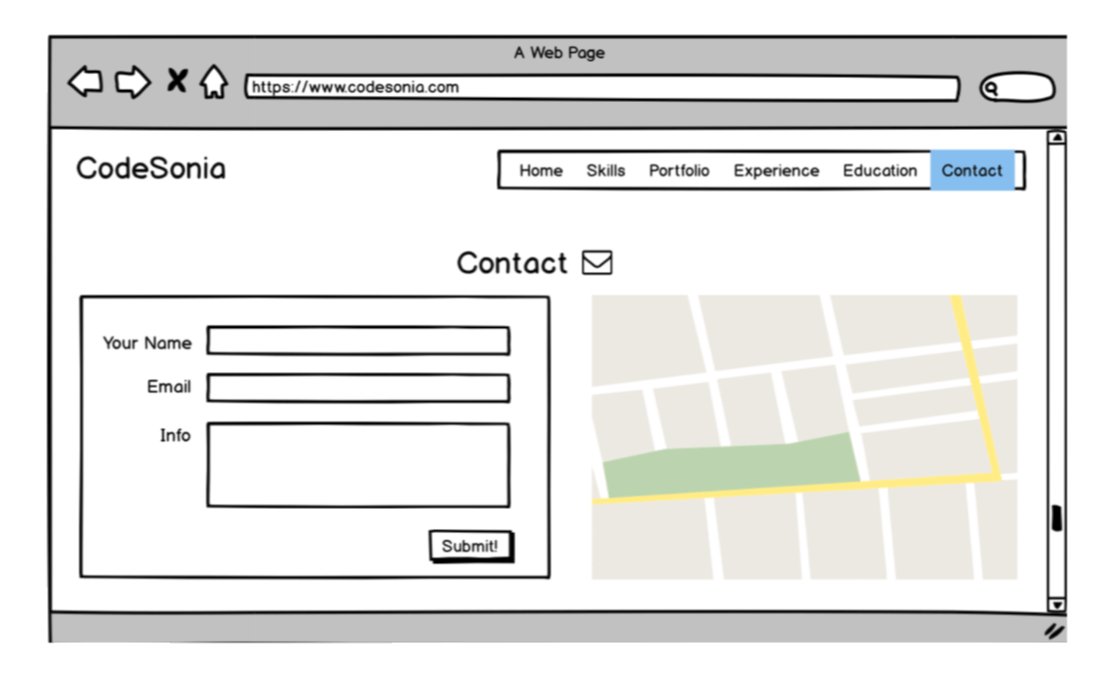 A Web Page
https://www.codesonia.com
CodeSonia
Home Skills Portfolio Experience Education Contact
Contact
Your Name
Email
Info
Submit!